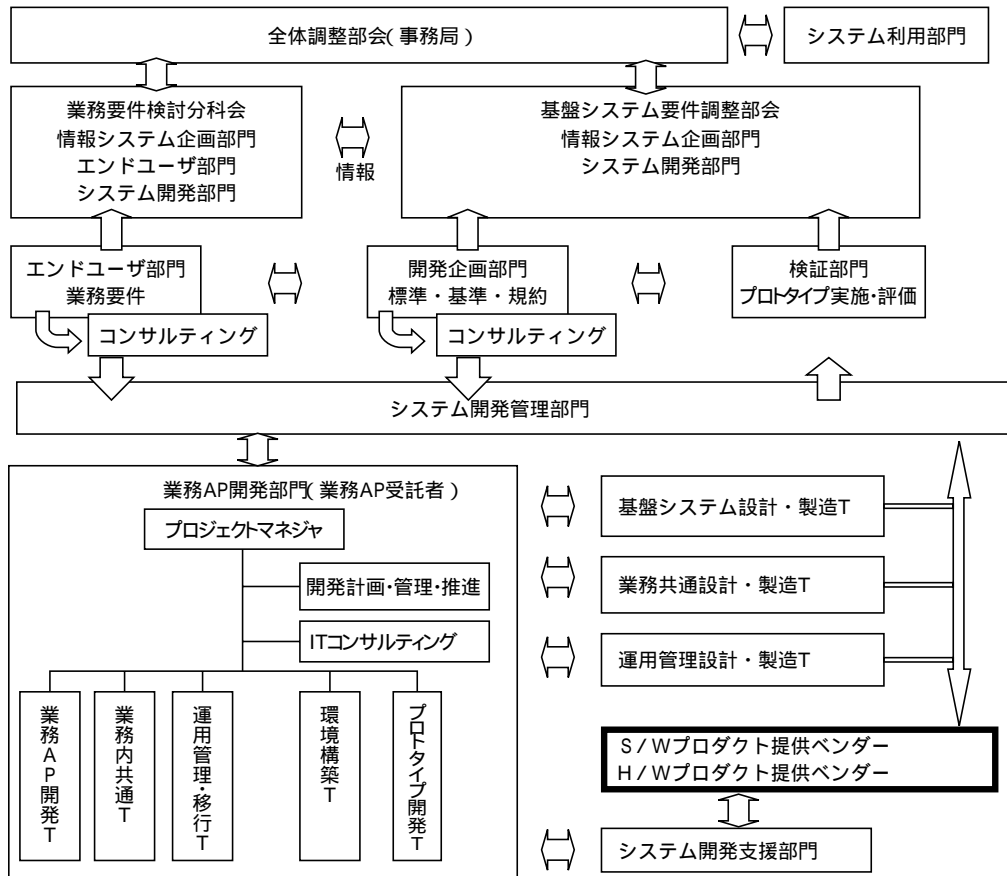 全体調整部会(事務局)
システム利用部門
業務要件検討分科会
情報システム企画部門
エンドユーザ部門
システム開発部門
情報
基盤システム要件調整部会
情報システム企画部門
システム開発部門
エンドユーザ部門
業務要件
コンサルティング
開発企画部門
標準・基準・規約
コンサルティング
検証部門
プロトタイプ実施・評価
システム開発管理部門
業務AP開発部門(業務AP受託者)
プロジェクトマネジャ
開発計画・管理・推進
ITコンサルティング
業務AP開発T
業務内共通T
運用管理・移行T
環境構築T
プロトタイプ開発T
基盤システム設計・製造T
業務共通設計・製造T
運用管理設計・製造T
S/Wプロダクト提供ベンダー
H/Wプロダクト提供ベンダー
システム開発支援部門